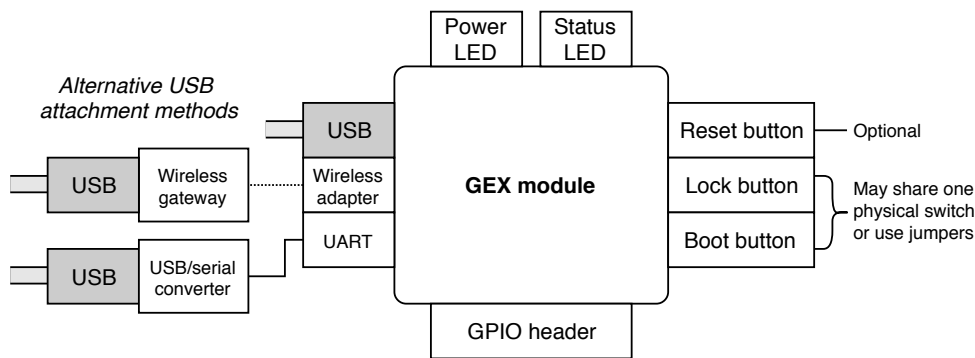 Power
LED
Status
LED
Alternative USB
attachment methods
USB
Reset button
Optional
USB
Wireless
gateway
Wireless
adapter
GEX module
Lock button
May share one
physical switch
or use jumpers
UART
Boot button
USB
USB/serial
converter
GPIO header